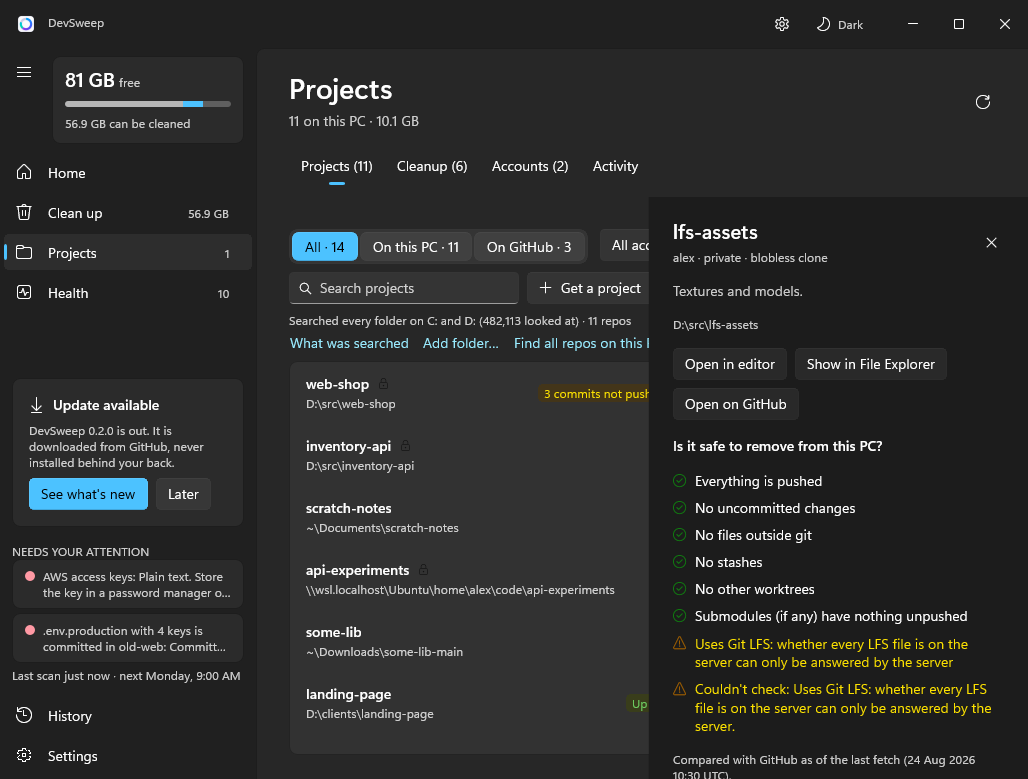 DevSweep
Dark
81 GB free
56.9 GB can be cleaned
Home
Clean up 56.9 GB
Projects 1
Health 10
Update available
DevSweep 0.2.0 is out. It is
downloaded from GitHub, never
installed behind your back.
See what's new
Later
NEEDS YOUR ATTENTION
AWS access keys: Plain text. Store
the key in a password manager o...
.env.production with 4 keys is
committed in old-web: Committ...
Last scan just now · next Monday, 9:00 AM
History
Settings
Projects
11 on this PC · 10.1 GB
Projects (11)
Cleanup (6)
Accounts (2)
Activity
All · 14
On this PC · 11
On GitHub · 3
All acc
Search projects
Get a project
Searched every folder on C: and D: (482,113 looked at) · 11 repos
What was searched
Add folder...
Find all repos on this
web-shop
D:\src\web-shop
3 commits not push
inventory-api
D:\src\inventory-api
scratch-notes
~\Documents\scratch-notes
api-experiments
\\wsl.localhost\Ubuntu\home\alex\code\api-experiments
some-lib
~\Downloads\some-lib-main
landing-page
D:\clients\landing-page
Up
lfs-assets
alex · private · blobless clone
Textures and models.
D:\src\lfs-assets
Open in editor
Show in File Explorer
Open on GitHub
Is it safe to remove from this PC?
Everything is pushed
No uncommitted changes
No files outside git
No stashes
No other worktrees
Submodules (if any) have nothing unpushed
Uses Git LFS: whether every LFS file is on the
server can only be answered by the server
Couldn't check: Uses Git LFS: whether every LFS
file is on the server can only be answered by the
server.
Compared with GitHub as of the last fetch (24 Aug 2026
10:30 UTC).